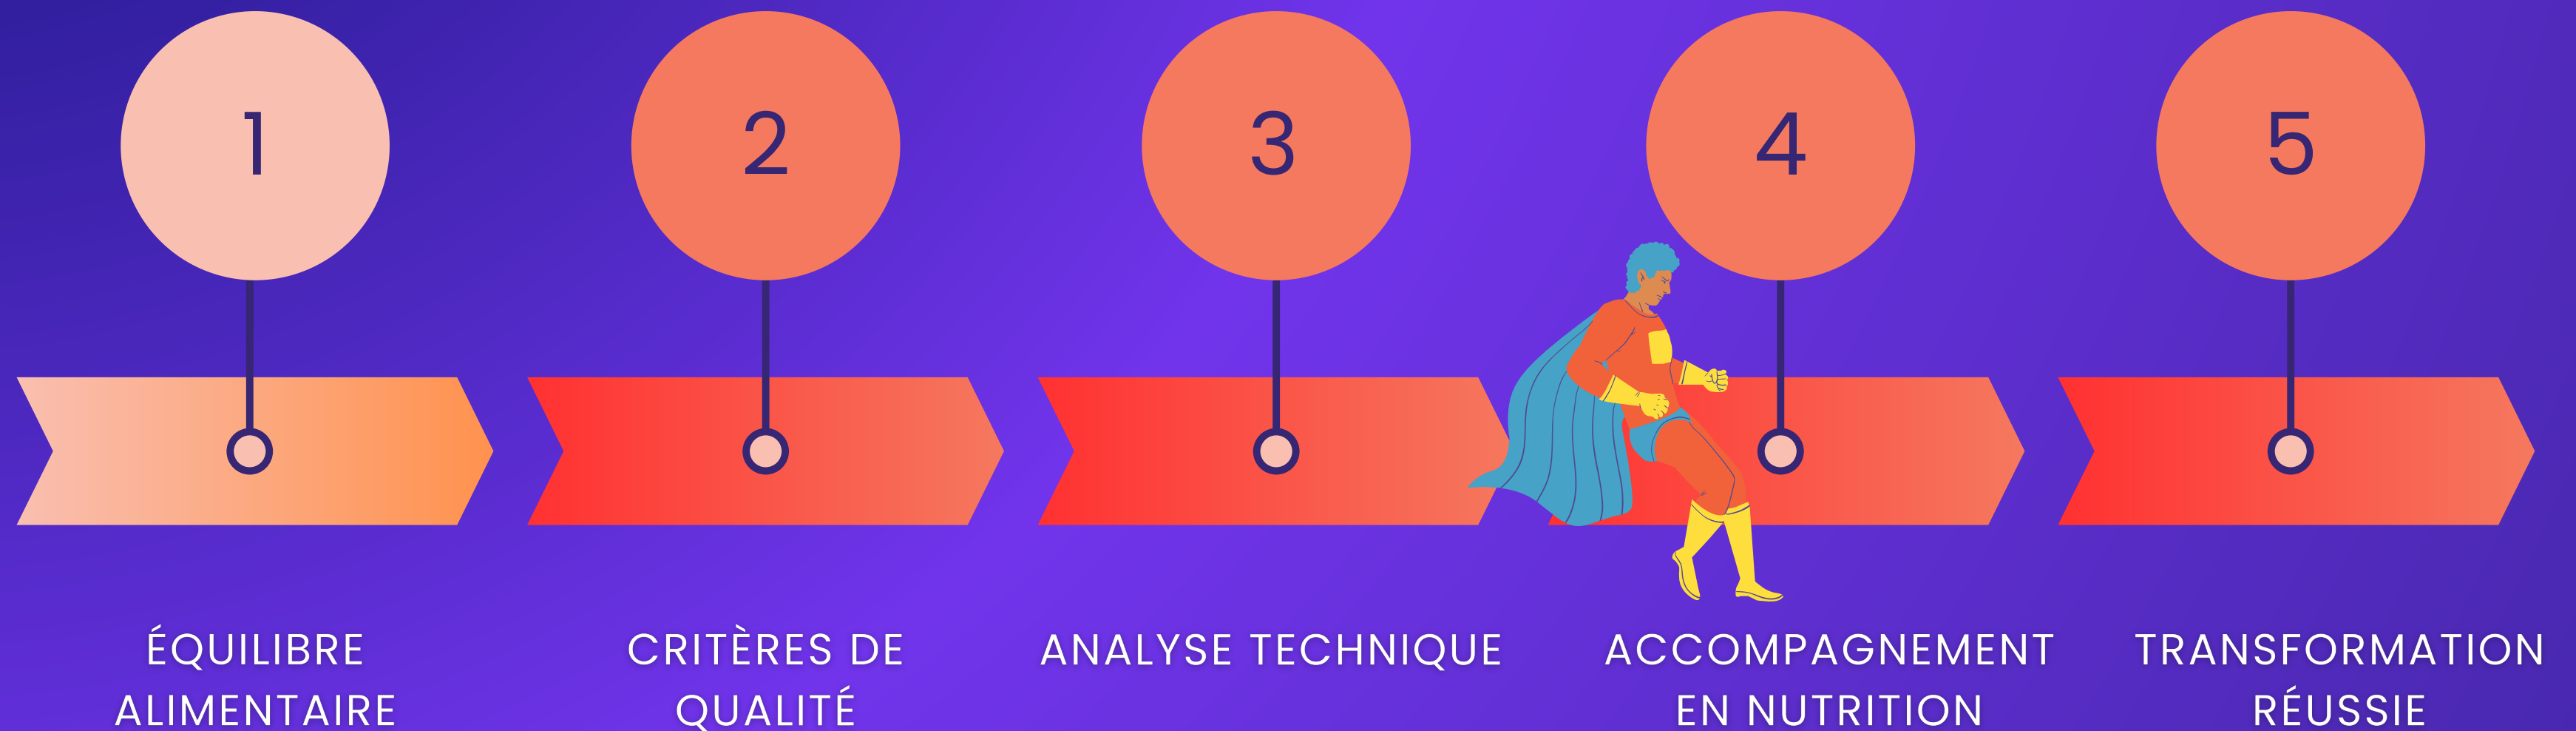 1
2
3
4
5
ÉQUILIBRE
ALIMENTAIRE
CRITÈRES DE
QUALITÉ
ANALYSE TECHNIQUE
ACCOMPAGNEMENT
EN NUTRITION
TRANSFORMATION
RÉUSSIE